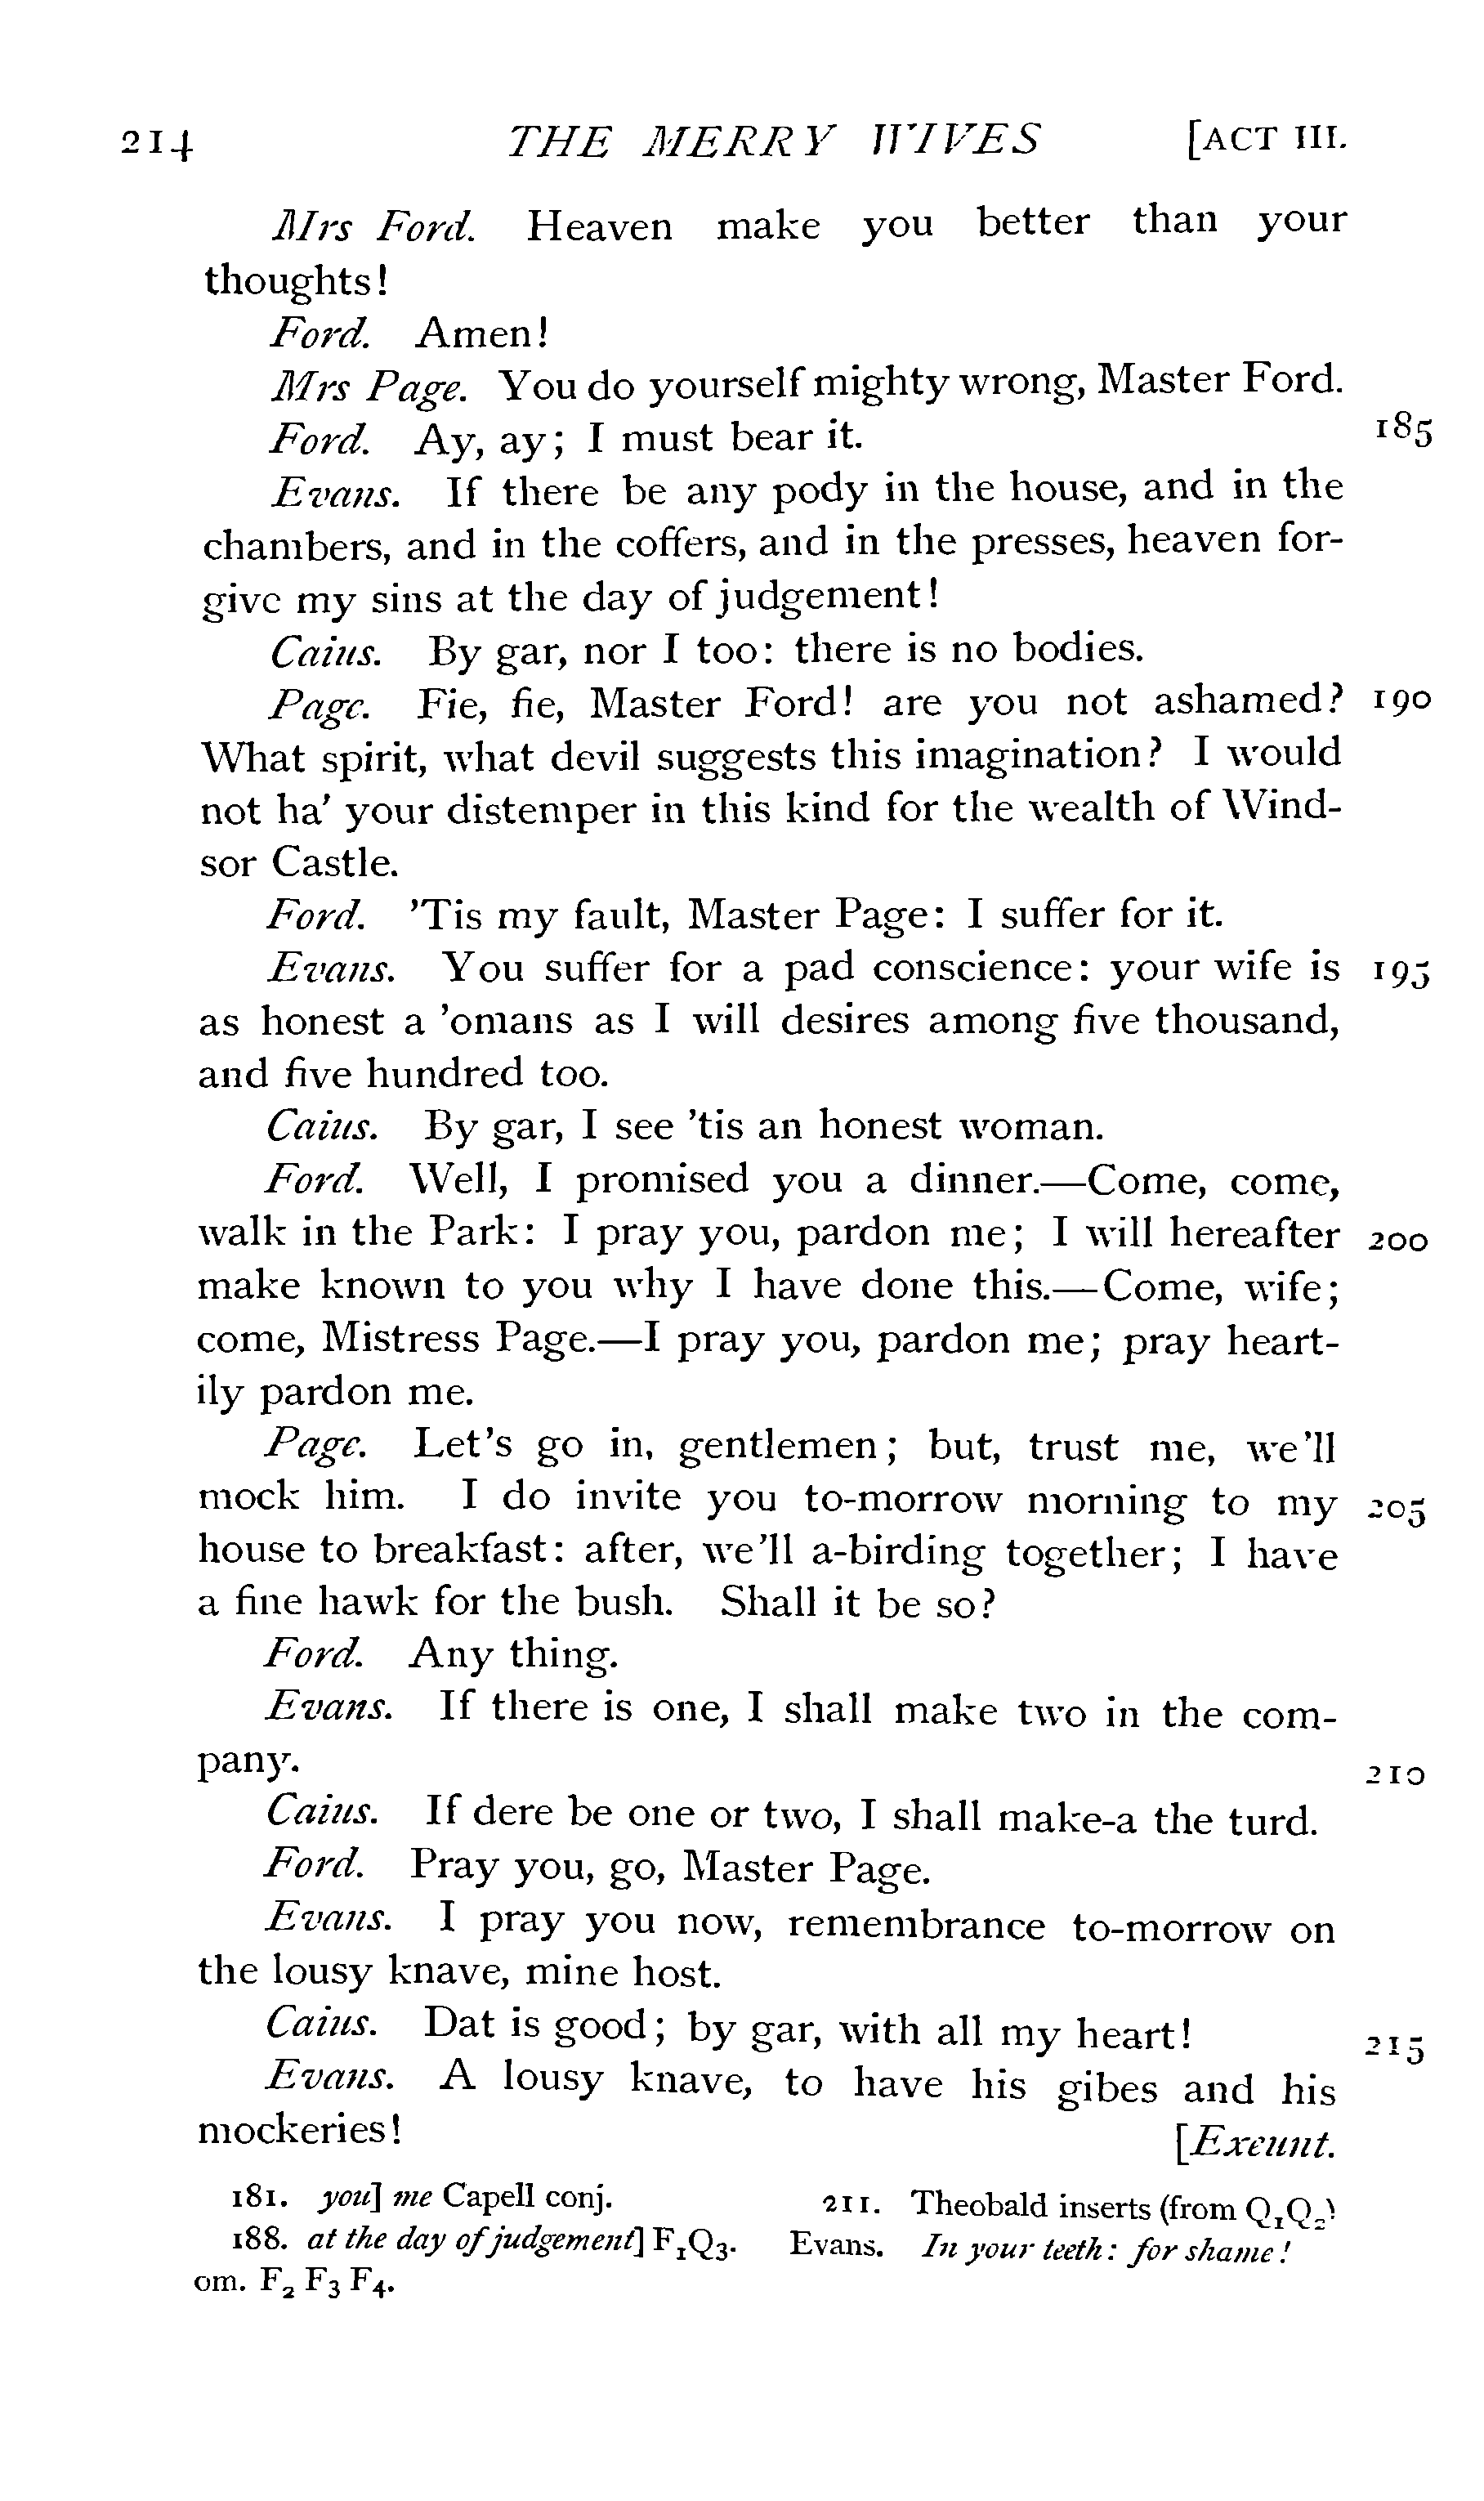 214 THE MERRY WIVES [ACT III.
Mrs Ford. Heaven make you better than your
thoughts!
Ford. Amen!
Mrs Page. You do yourself mighty wrong, Master Ford.
Ford. Ay, ay; I must bear it. 185
Evans. If there be any pody in the house, and in the
chambers, and in the coffers, and in the presses, heaven for-
give my sins at the day of judgement!
Caius. By gar, nor I too: there is no bodies.
Page. Fie, fie, Master Ford! are you not ashamed? 190
What spirit, what devil suggests this imagination? I would
not ha' your distemper in this kind for the wealth of Wind-
sor Castle.
Ford. 'Tis my fault, Master Page: I suffer for it.
Evans. You suffer for a pad conscience: your wife is 195
as honest a 'omans as I will desires among five thousand,
and five hundred too.
Caius. By gar, I see 'tis an honest woman.
Ford. Well, I promised you a dinner.—Come, come,
walk in the Park: I pray you, pardon me; I will hereafter 200
make known to you why I have done this.—Come, wife;
come, Mistress Page.—I pray you, pardon me; pray heart-
ily pardon me.
Page. Let's go in, gentlemen; but, trust me, we'll
mock him. I do invite you to-morrow morning to my 205
house to breakfast: after, we'll a-birding together; I have
a fine hawk for the bush. Shall it be so?
Ford. Any thing.
Evans. If there is one, I shall make two in the com-
pany. 210
Caius. If dere be one or two, I shall make-a the turd.
Ford. Pray you, go, Master Page.
Evans. I pray you now, remembrance to-morrow on
the lousy knave, mine host.
Caius. Dat is good; by gar, with all my heart! 215
Evans. A lousy knave, to have his gibes and his
mockeries! [Exeunt.
181. you] me Capell conj.
188. at the day of judgement] F₁Q₃.
om. F₂ F₃ F₄.
211. Theobald inserts (from Q₁Q₂)
Evans. In your teeth: for shame!